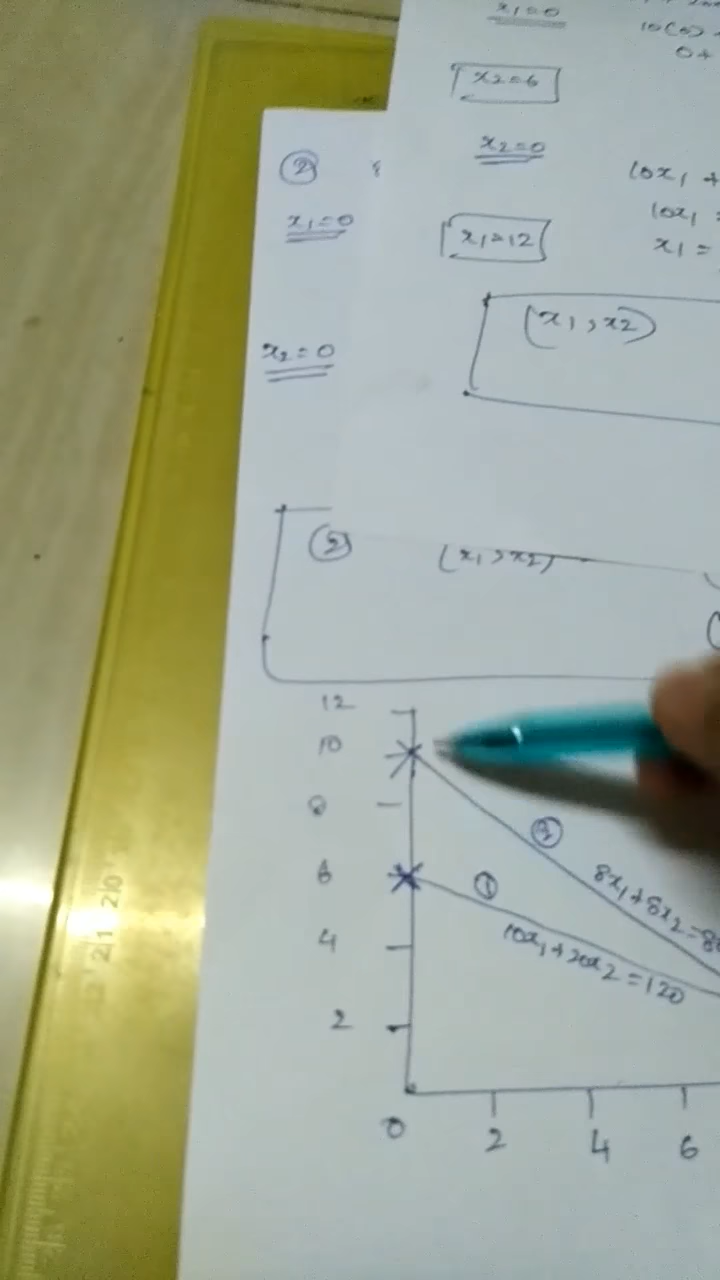 x1=0
10(0)
0+
x2=6
x2=0
10x1 +
10x1
x1=12
x1 =
(x1, x2)
②
x1=0
x2=0
②
(x1, x2)
12
10
8
6
4
2
0
2
4
6
②
8x1+8x2=80
①
10x1+20x2=120